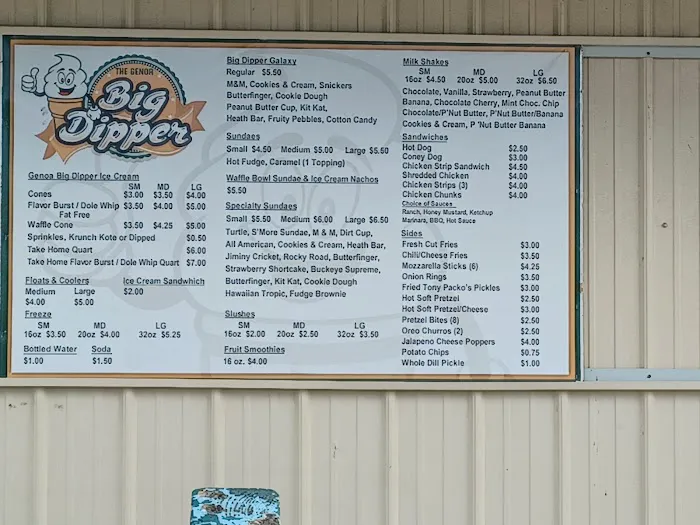 THE GENOA
Big
Dipper
Genoa Big Dipper Ice Cream
SM MD LG
Cones $3.00 $3.50 $4.00
Flavor Burst / Dole Whip $3.50 $4.00 $5.00
Fat Free
Waffle Cone $3.50 $4.25 $5.00
Sprinkles, Krunch Kote or Dipped $0.50
Take Home Quart $6.00
Take Home Flavor Burst / Dole Whip Quart $7.00
Floats & Coolers Ice Cream Sandwhich
Medium Large $2.00
$4.00 $5.00
Freeze
SM MD LG
16oz $3.50 20oz $4.00 32oz $5.25
Bottled Water Soda
$1.00 $1.50
Big Dipper Galaxy
Regular $5.50
M&M, Cookies & Cream, Snickers
Butterfinger, Cookie Dough
Peanut Butter Cup, Kit Kat,
Heath Bar, Fruity Pebbles, Cotton Candy
Sundaes
Small $4.50 Medium $5.00 Large $5.50
Hot Fudge, Caramel (1 Topping)
Waffle Bowl Sundae & Ice Cream Nachos
$5.50
Specialty Sundaes
Small $5.50 Medium $6.00 Large $6.50
Turtle, S'More Sundae, M & M, Dirt Cup,
All American, Cookies & Cream, Heath Bar,
Jiminy Cricket, Rocky Road, Butterfinger,
Strawberry Shortcake, Buckeye Supreme,
Butterfinger, Kit Kat, Cookie Dough
Hawaiian Tropic, Fudge Brownie
Slushes
SM MD LG
16oz $2.00 20oz $2.50 32oz $3.50
Fruit Smoothies
16 oz. $4.00
Milk Shakes
SM MD LG
16oz $4.50 20oz $5.00 32oz $6.50
Chocolate, Vanilla, Strawberry, Peanut Butter
Banana, Chocolate Cherry, Mint Choc. Chip
Chocolate/P'Nut Butter, P'Nut Butter/Banana
Cookies & Cream, P 'Nut Butter Banana
Sandwiches
Hot Dog $2.50
Coney Dog $3.00
Chicken Strip Sandwich $4.50
Shredded Chicken $4.00
Chicken Strips (3) $4.00
Chicken Chunks $4.00
Choice of Sauces
Ranch, Honey Mustard, Ketchup
Marinara, BBQ, Hot Sauce
Sides
Fresh Cut Fries $3.00
Chili/Cheese Fries $3.50
Mozzarella Sticks (6) $4.25
Onion Rings $3.50
Fried Tony Packo's Pickles $3.00
Hot Soft Pretzel $2.50
Hot Soft Pretzel/Cheese $3.00
Pretzel Bites (8) $2.50
Oreo Churros (2) $2.50
Jalapeno Cheese Poppers $4.00
Potato Chips $0.75
Whole Dill Pickle $1.00